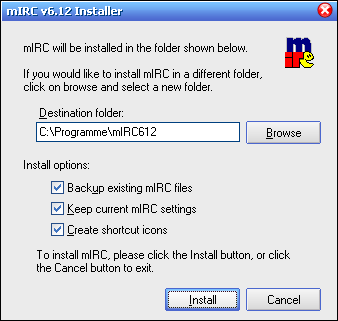 mIRC v6.12 Installer
mIRC will be installed in the folder shown below.
If you would like to install mIRC in a different folder,
click on browse and select a new folder.
Destination folder:
C:\Programme\mIRC612
Browse
Install options:
Backup existing mIRC files
Keep current mIRC settings
Create shortcut icons
To install mIRC, please click the Install button, or click
the Cancel button to exit.
Install
Cancel